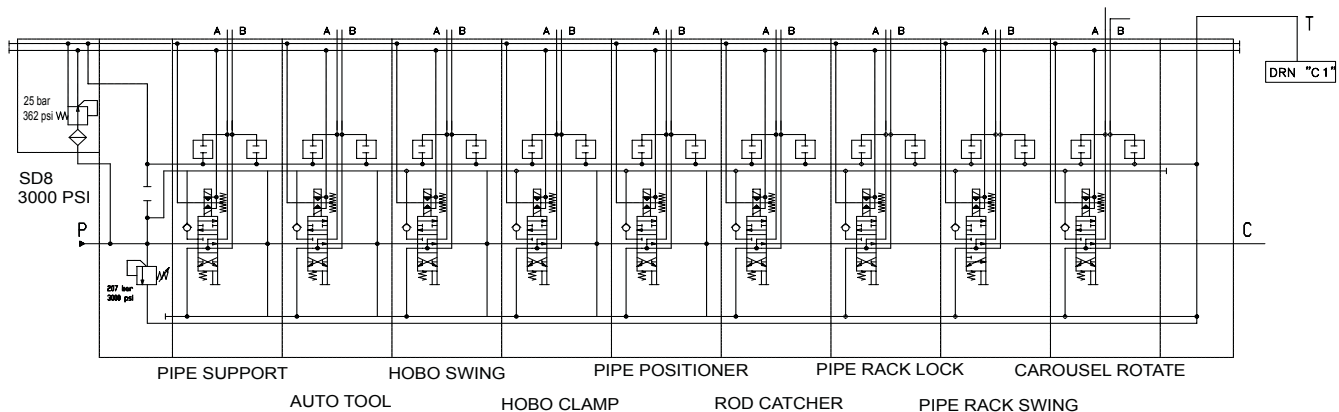 T
A B A B A B A B A B A B A B A B A B
DRN "C1"
25 bar
362 psi
SD8
3000 PSI
P
C
207 bar
3000 psi
PIPE SUPPORT
HOBO SWING
PIPE POSITIONER
PIPE RACK LOCK
CAROUSEL ROTATE
AUTO TOOL
HOBO CLAMP
ROD CATCHER
PIPE RACK SWING